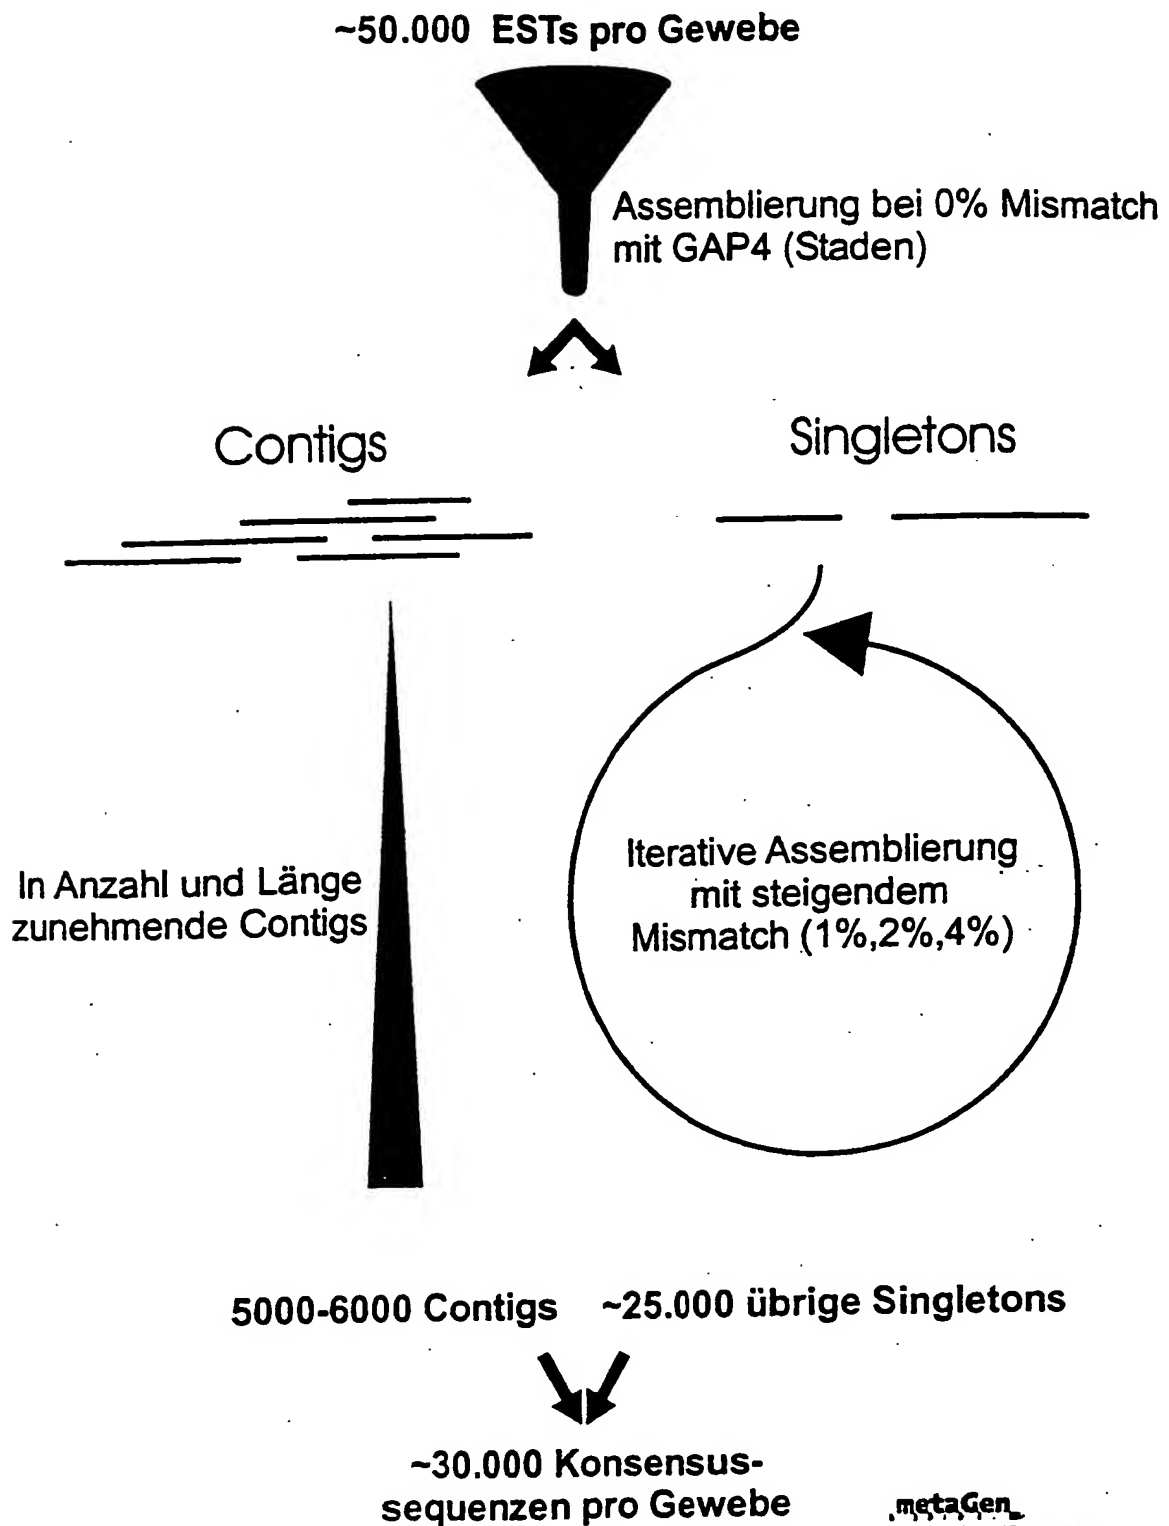 ~50.000 ESTs pro Gewebe
Assemblierung bei 0% Mismatch
mit GAP4 (Staden)
Contigs
Singletons
In Anzahl und Länge
zunehmende Contigs
Iterative Assemblierung
mit steigendem
Mismatch (1%,2%,4%)
5000-6000 Contigs
~25.000 übrige Singletons
~30.000 Konsensus-
sequenzen pro Gewebe
metaGen